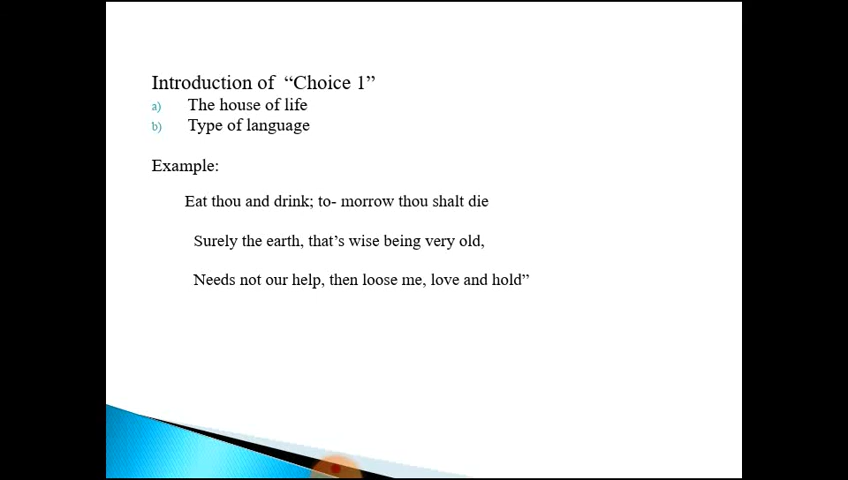 Introduction of “Choice 1”
a) The house of life
b) Type of language
Example:
Eat thou and drink; to- morrow thou shalt die
Surely the earth, that’s wise being very old,
Needs not our help, then loose me, love and hold”